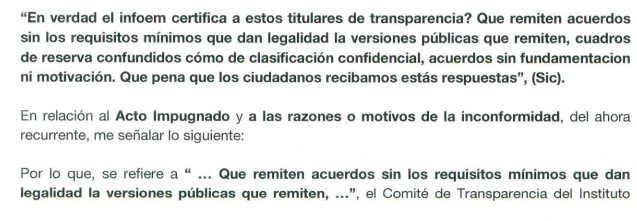 “En verdad el infoem certifica a estos titulares de transparencia? Que remiten acuerdos
sin los requisitos mínimos que dan legalidad la versiones públicas que remiten, cuadros
de reserva confundidos cómo de clasificación confidencial, acuerdos sin fundamentacion
ni motivación. Que pena que los ciudadanos recibamos estás respuestas”, (Sic).
En relación al Acto Impugnado y a las razones o motivos de la inconformidad, del ahora
recurrente, me señalar lo siguiente:
Por lo que, se refiere a “ ... Que remiten acuerdos sin los requisitos mínimos que dan
legalidad la versiones públicas que remiten, ...”, el Comité de Transparencia del Instituto